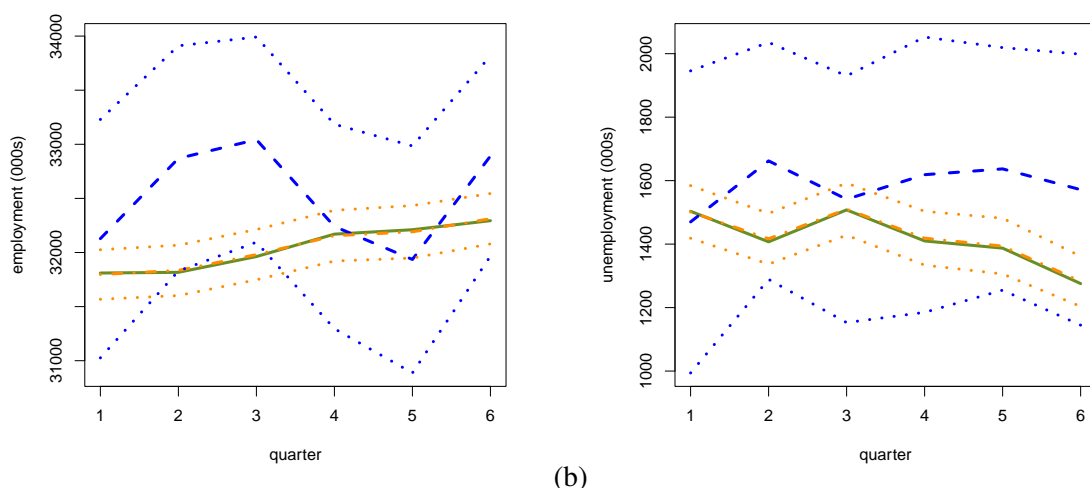 employment (000s)
34000
33000
32000
31000
1 2 3 4 5 6
quarter
unemployment (000s)
2000
1800
1600
1400
1200
1000
1 2 3 4 5 6
quarter
(b)